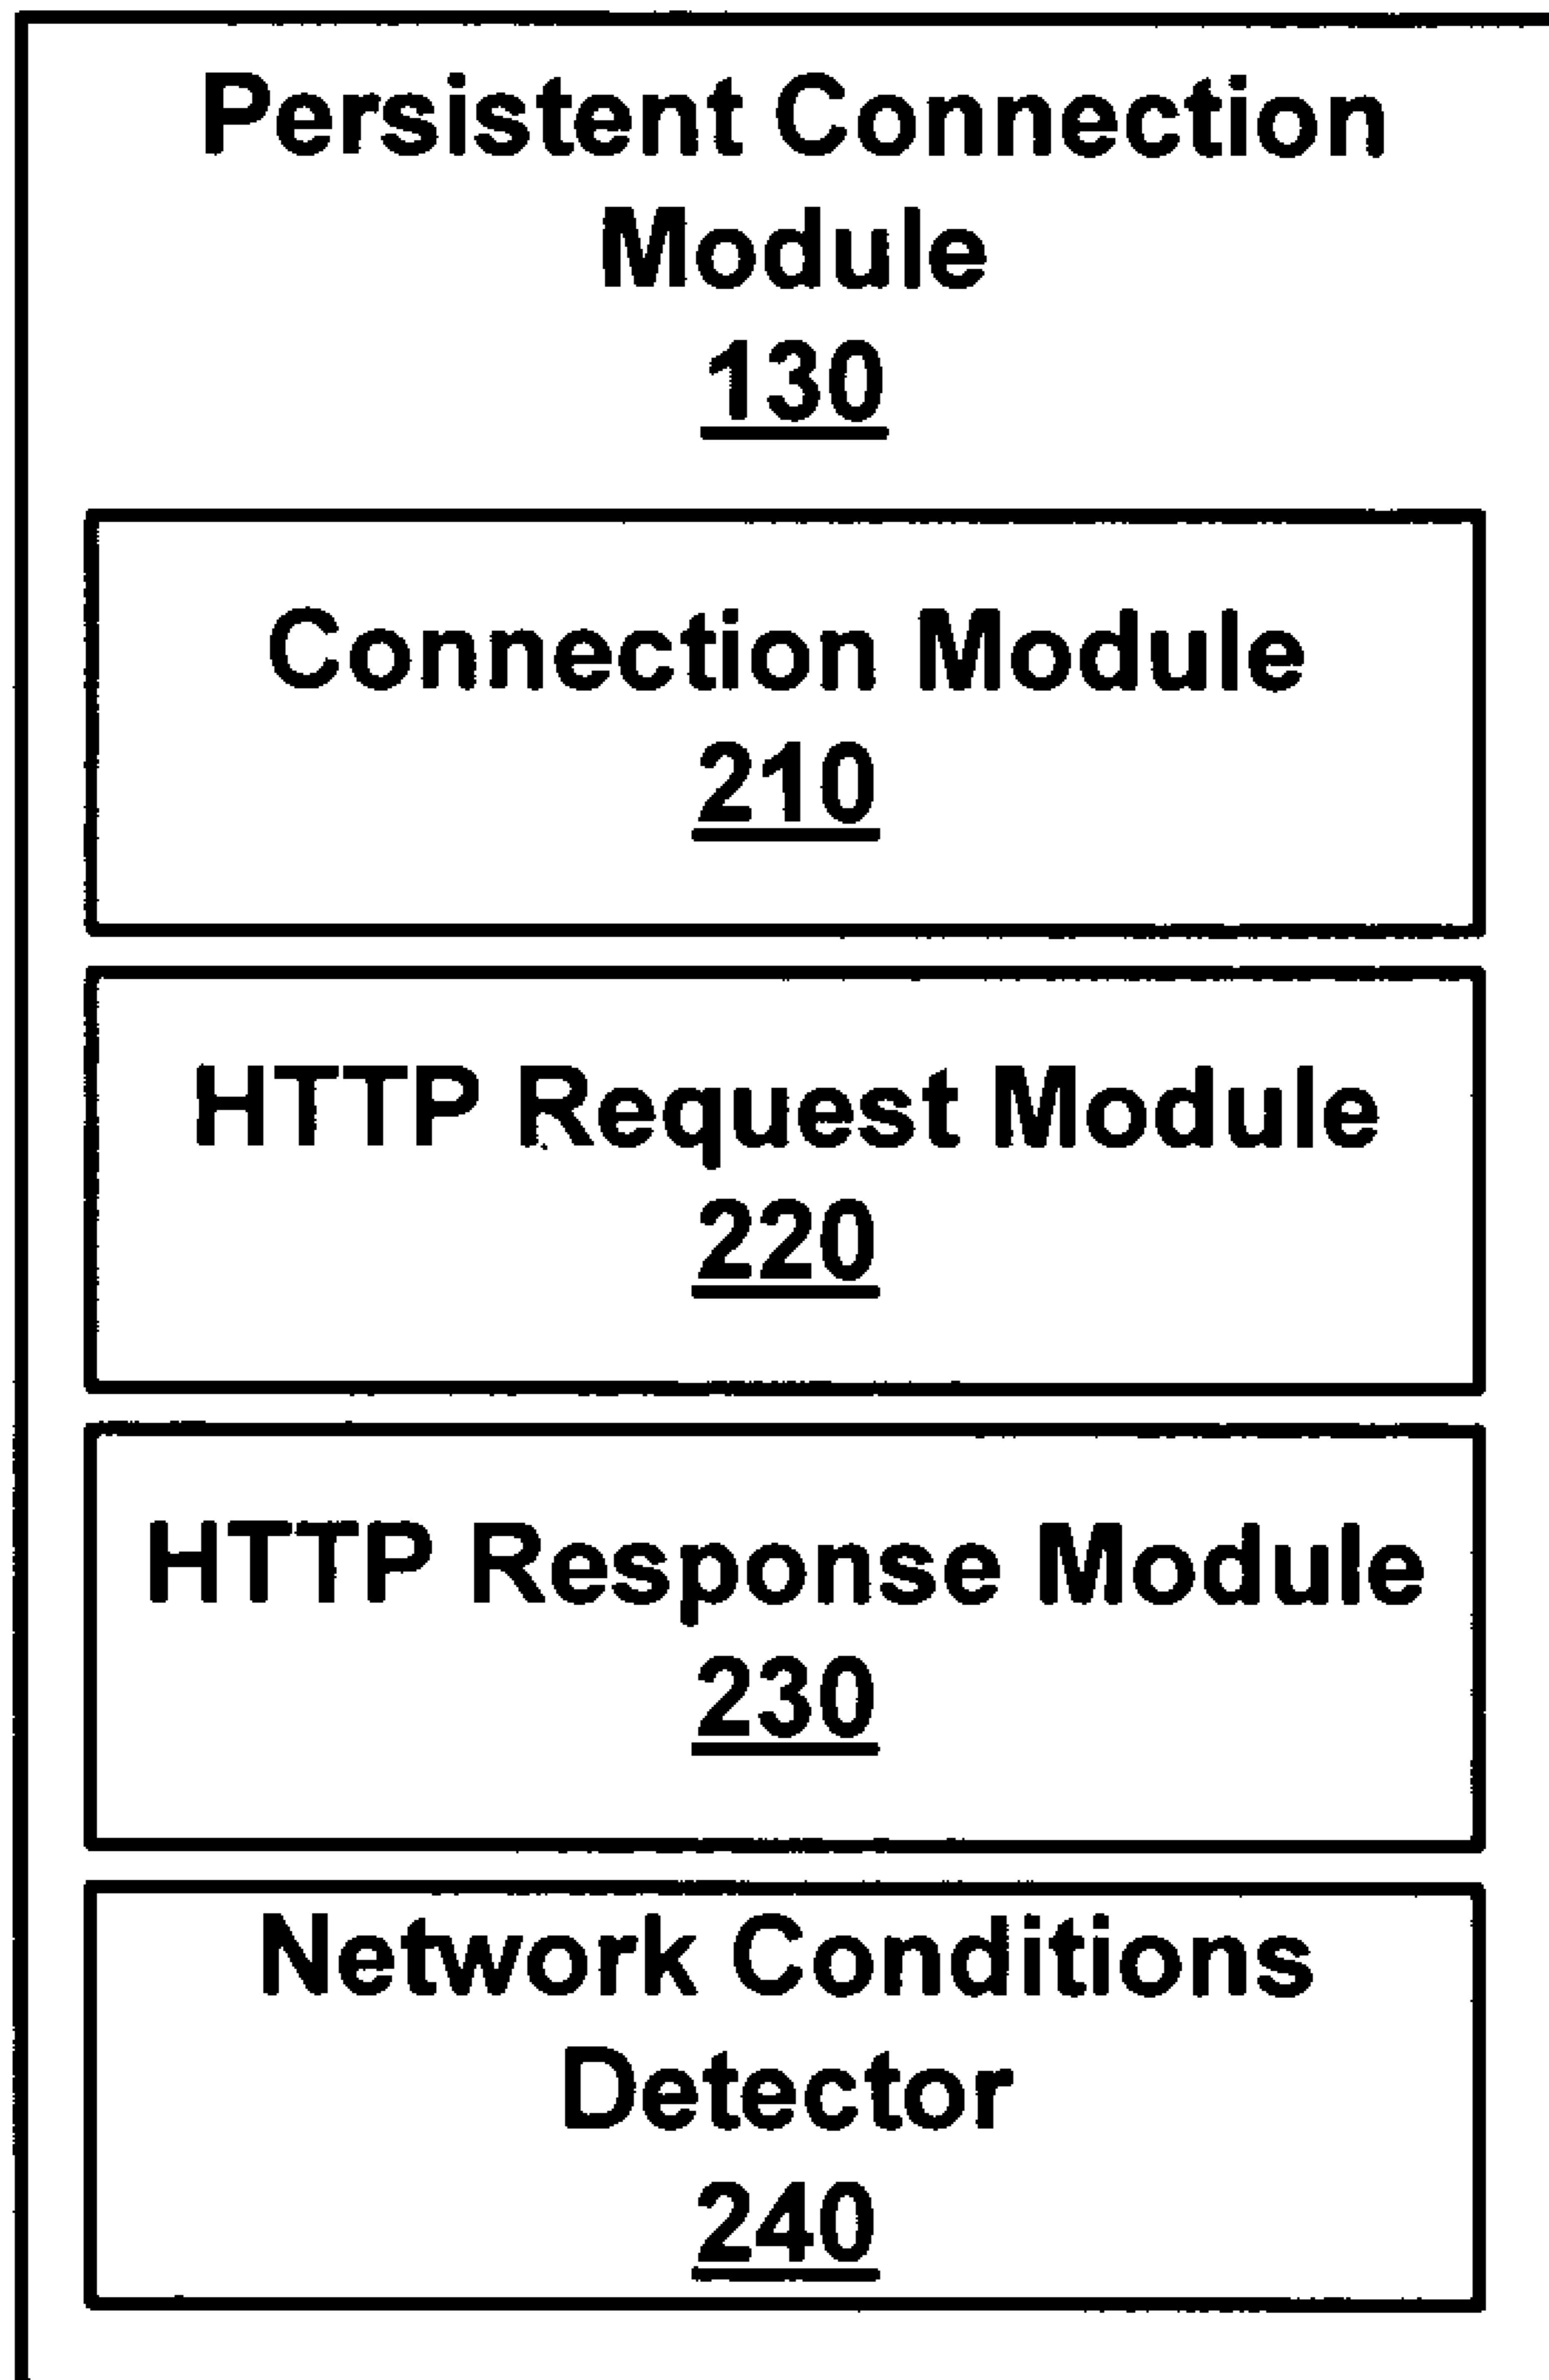 Persistent Connection
Module
130
Connection Module
210
HTTP Request Module
220
HTTP Response Module
230
Network Conditions
Detector
240